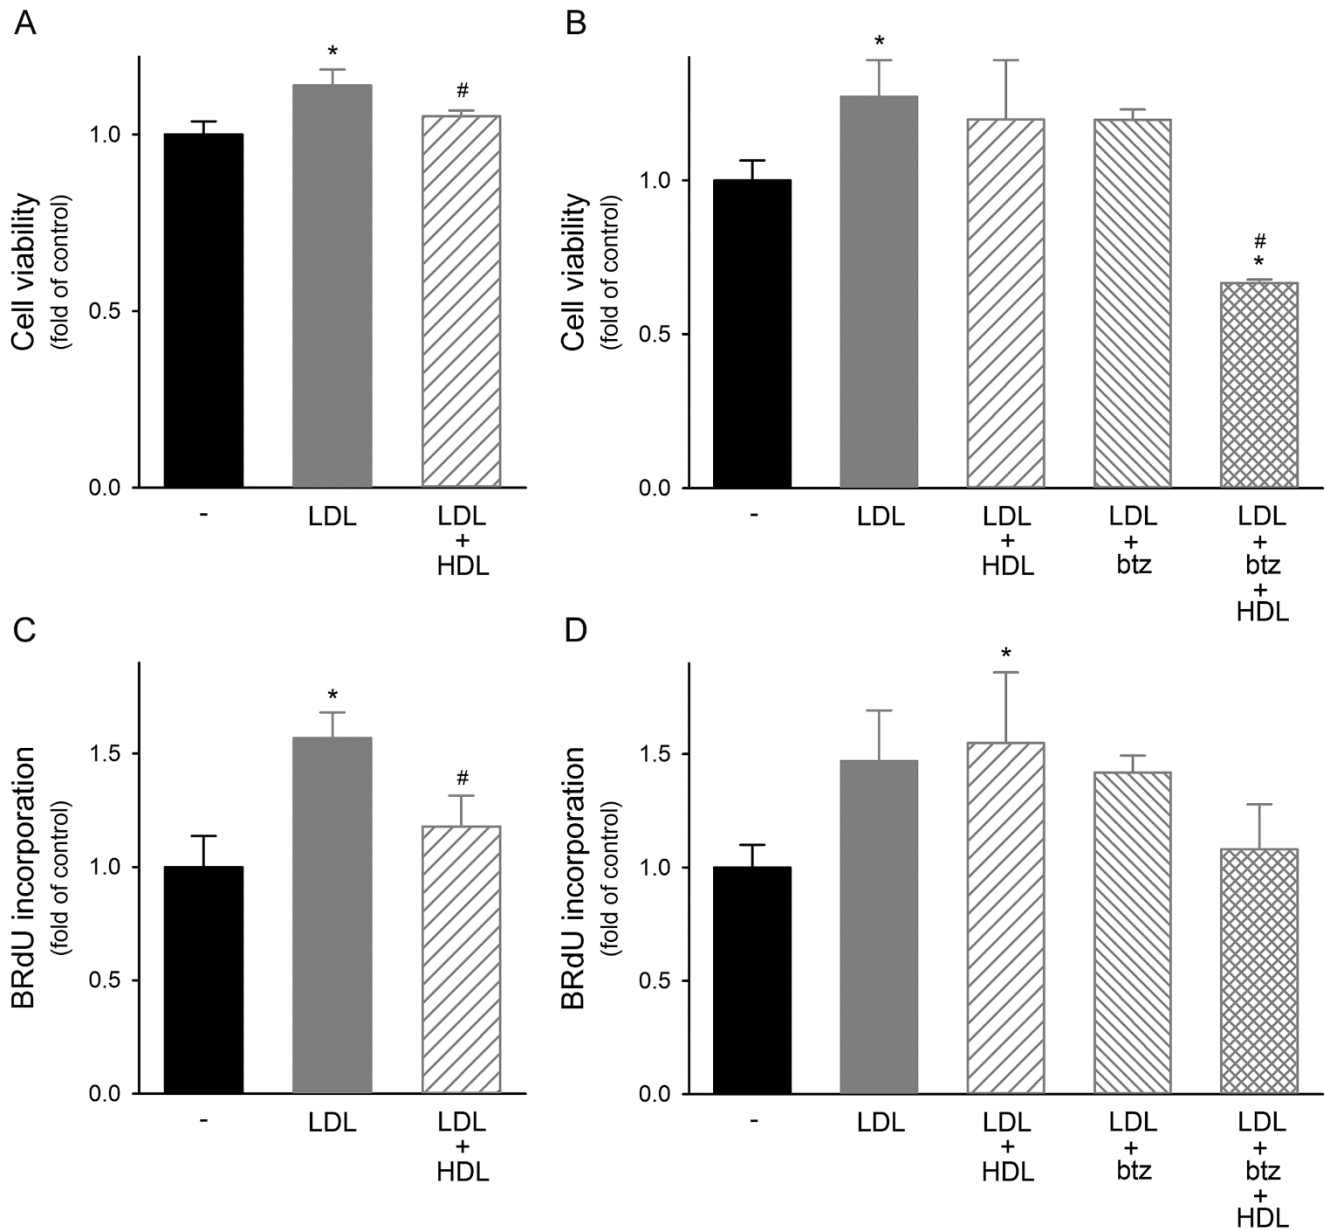 A
Cell viability
(fold of control)
1.0
0.5
0.0
*
#
-
LDL
LDL
+
HDL
B
Cell viability
(fold of control)
1.0
0.5
0.0
*
#
*
-
LDL
LDL
+
HDL
LDL
+
btz
LDL
+
btz
+
HDL
C
BRdU incorporation
(fold of control)
1.5
1.0
0.5
0.0
*
#
-
LDL
LDL
+
HDL
D
BRdU incorporation
(fold of control)
1.5
1.0
0.5
0.0
*
-
LDL
LDL
+
HDL
LDL
+
btz
LDL
+
btz
+
HDL